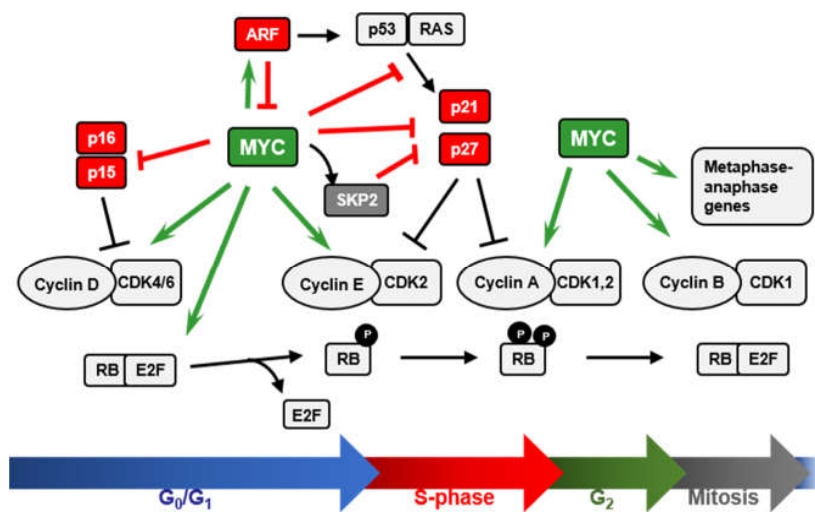 ARF
p53 RAS
p21
p16
p15
MYC
p27
MYC
SKP2
Metaphase-
anaphase
genes
Cyclin D CDK4/6
Cyclin E CDK2
Cyclin A CDK1,2
Cyclin B CDK1
RB E2F
RB P
RB P P
RB E2F
E2F
G0/G1
S-phase
G2
Mitosis